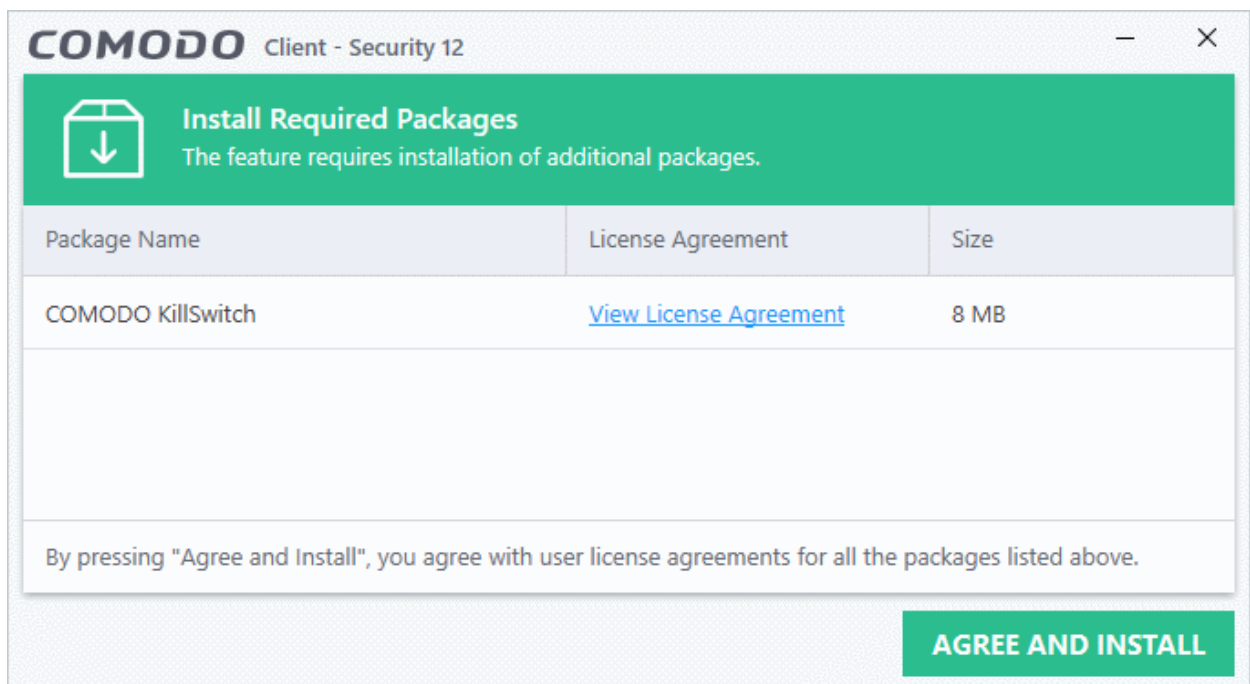 COMODO Client - Security 12
Install Required Packages
The feature requires installation of additional packages.
Package Name License Agreement Size
COMODO KillSwitch View License Agreement 8 MB
By pressing "Agree and Install", you agree with user license agreements for all the packages listed above.
AGREE AND INSTALL